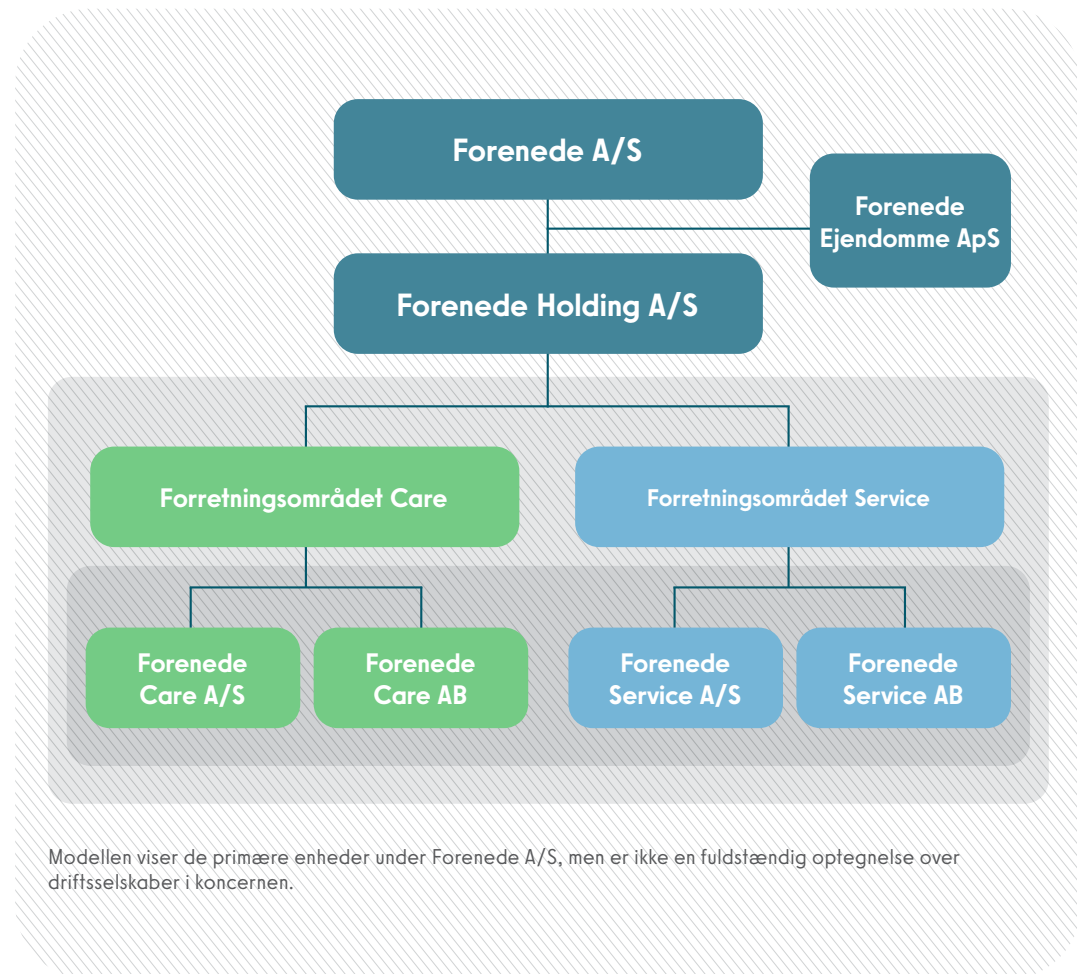 Forenede A/S
Forenede
Ejendomme ApS
Forenede Holding A/S
Forretningsområdet Care
Forretningsområdet Service
Forenede
Care A/S
Forenede
Care AB
Forenede
Service A/S
Forenede
Service AB
Modellen viser de primære enheder under Forenede A/S, men er ikke en fuldstændig optegnelse over
driftsselskaber i koncernen.